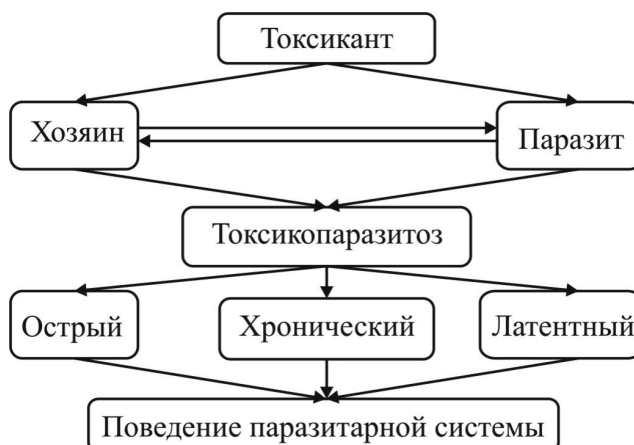 Токсикант
Хозяин
Паразит
Токсикопаразитоз
Острый
Хронический
Латентный
Поведение паразитарной системы